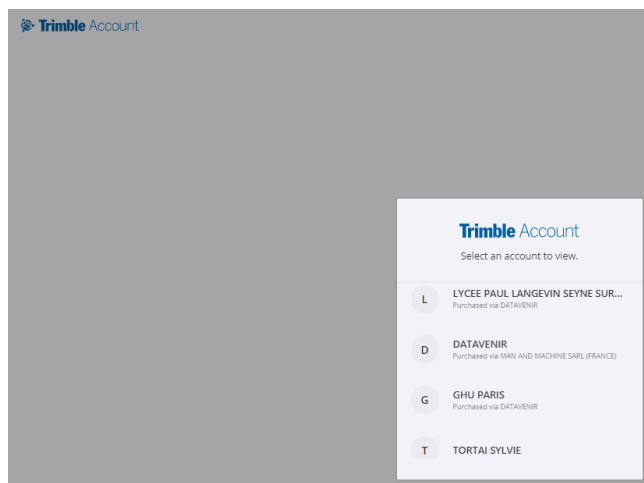 Trimble Account
Trimble Account
Select an account to view.
L
LYCEE PAUL LANGEVIN SEYNE SUR...
Purchased via DATAVENIR
D
DATAVENIR
Purchased via MAN AND MACHINE SARL (FRANCE)
G
GHU PARIS
Purchased via DATAVENIR
T
TORTAI SYLVIE